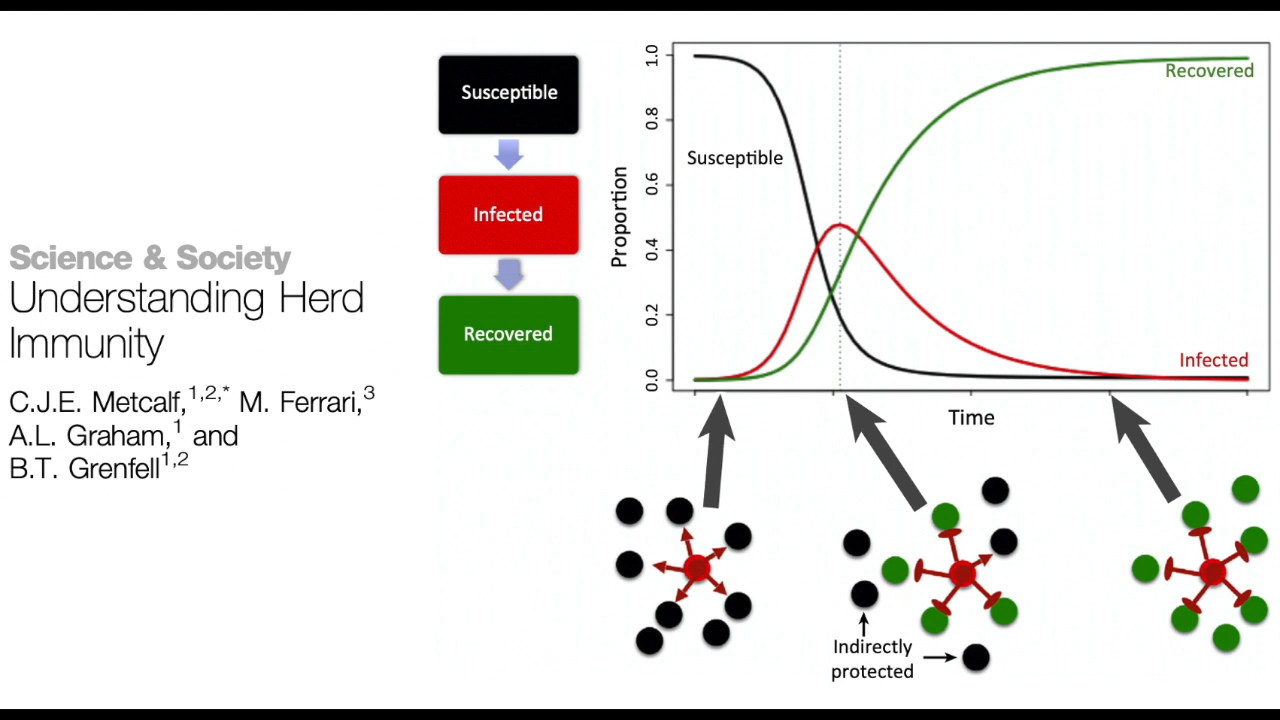 Science & Society
Understanding Herd
Immunity
C.J.E. Metcalf,1,2,* M. Ferrari,3
A.L. Graham,1 and
B.T. Grenfell1,2
Susceptible
Infected
Recovered
Proportion
1.0
0.8
0.6
0.4
0.2
0.0
Recovered
Susceptible
Infected
Time
Indirectly
protected